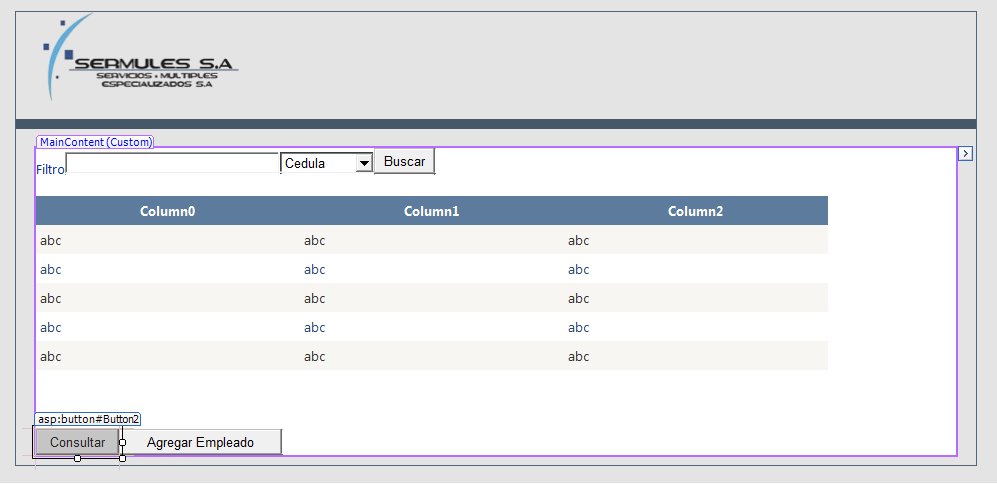 SERMULES S.A
SERVICIOS MULTIPLES
ESPECIALIZADOS S.A
MainContent (Custom)
Filtro Cedula Buscar
Column0 Column1 Column2
abc abc abc
abc abc abc
abc abc abc
abc abc abc
abc abc abc
asp:button#Button2
Consultar Agregar Empleado